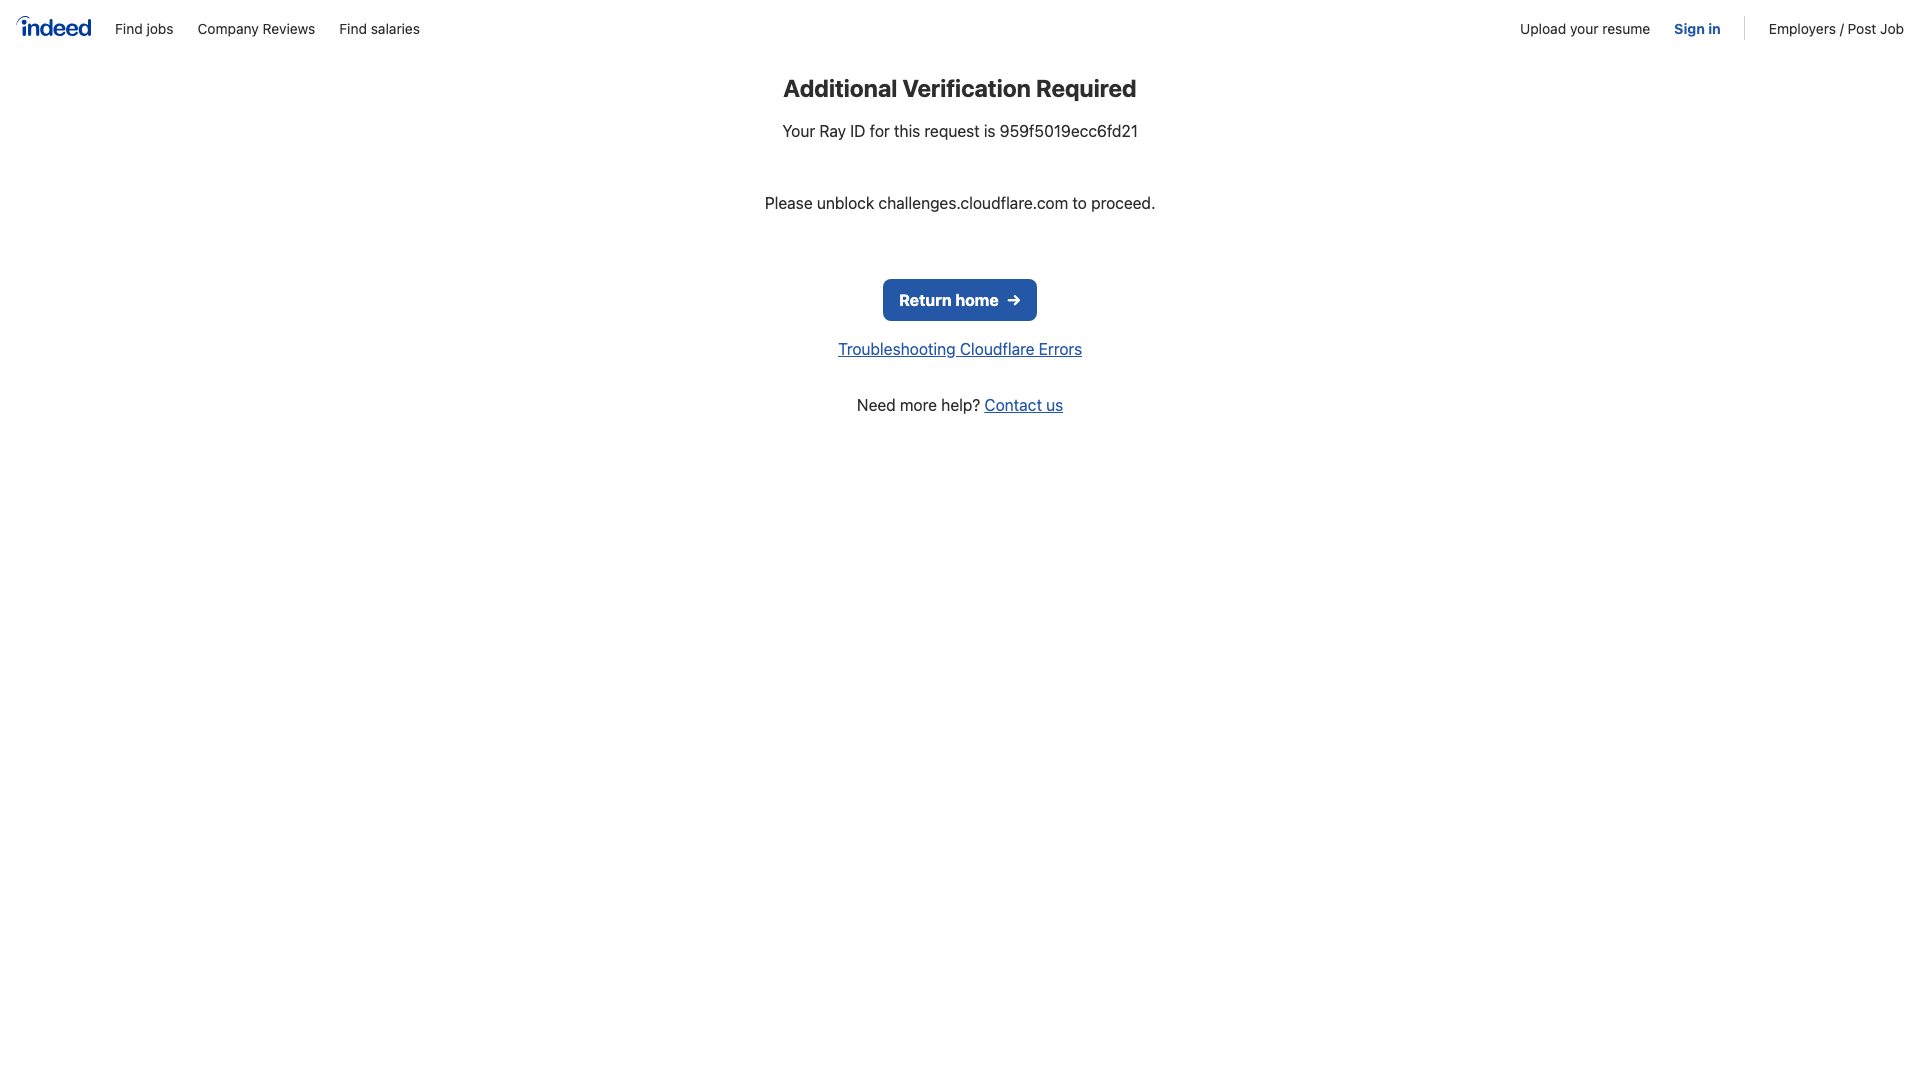 indeed Find jobs Company Reviews Find salaries Upload your resume Sign in Employers / Post Job
Additional Verification Required
Your Ray ID for this request is 959f5019ecc6fd21
Please unblock challenges.cloudflare.com to proceed.
Return home →
Troubleshooting Cloudflare Errors
Need more help? Contact us